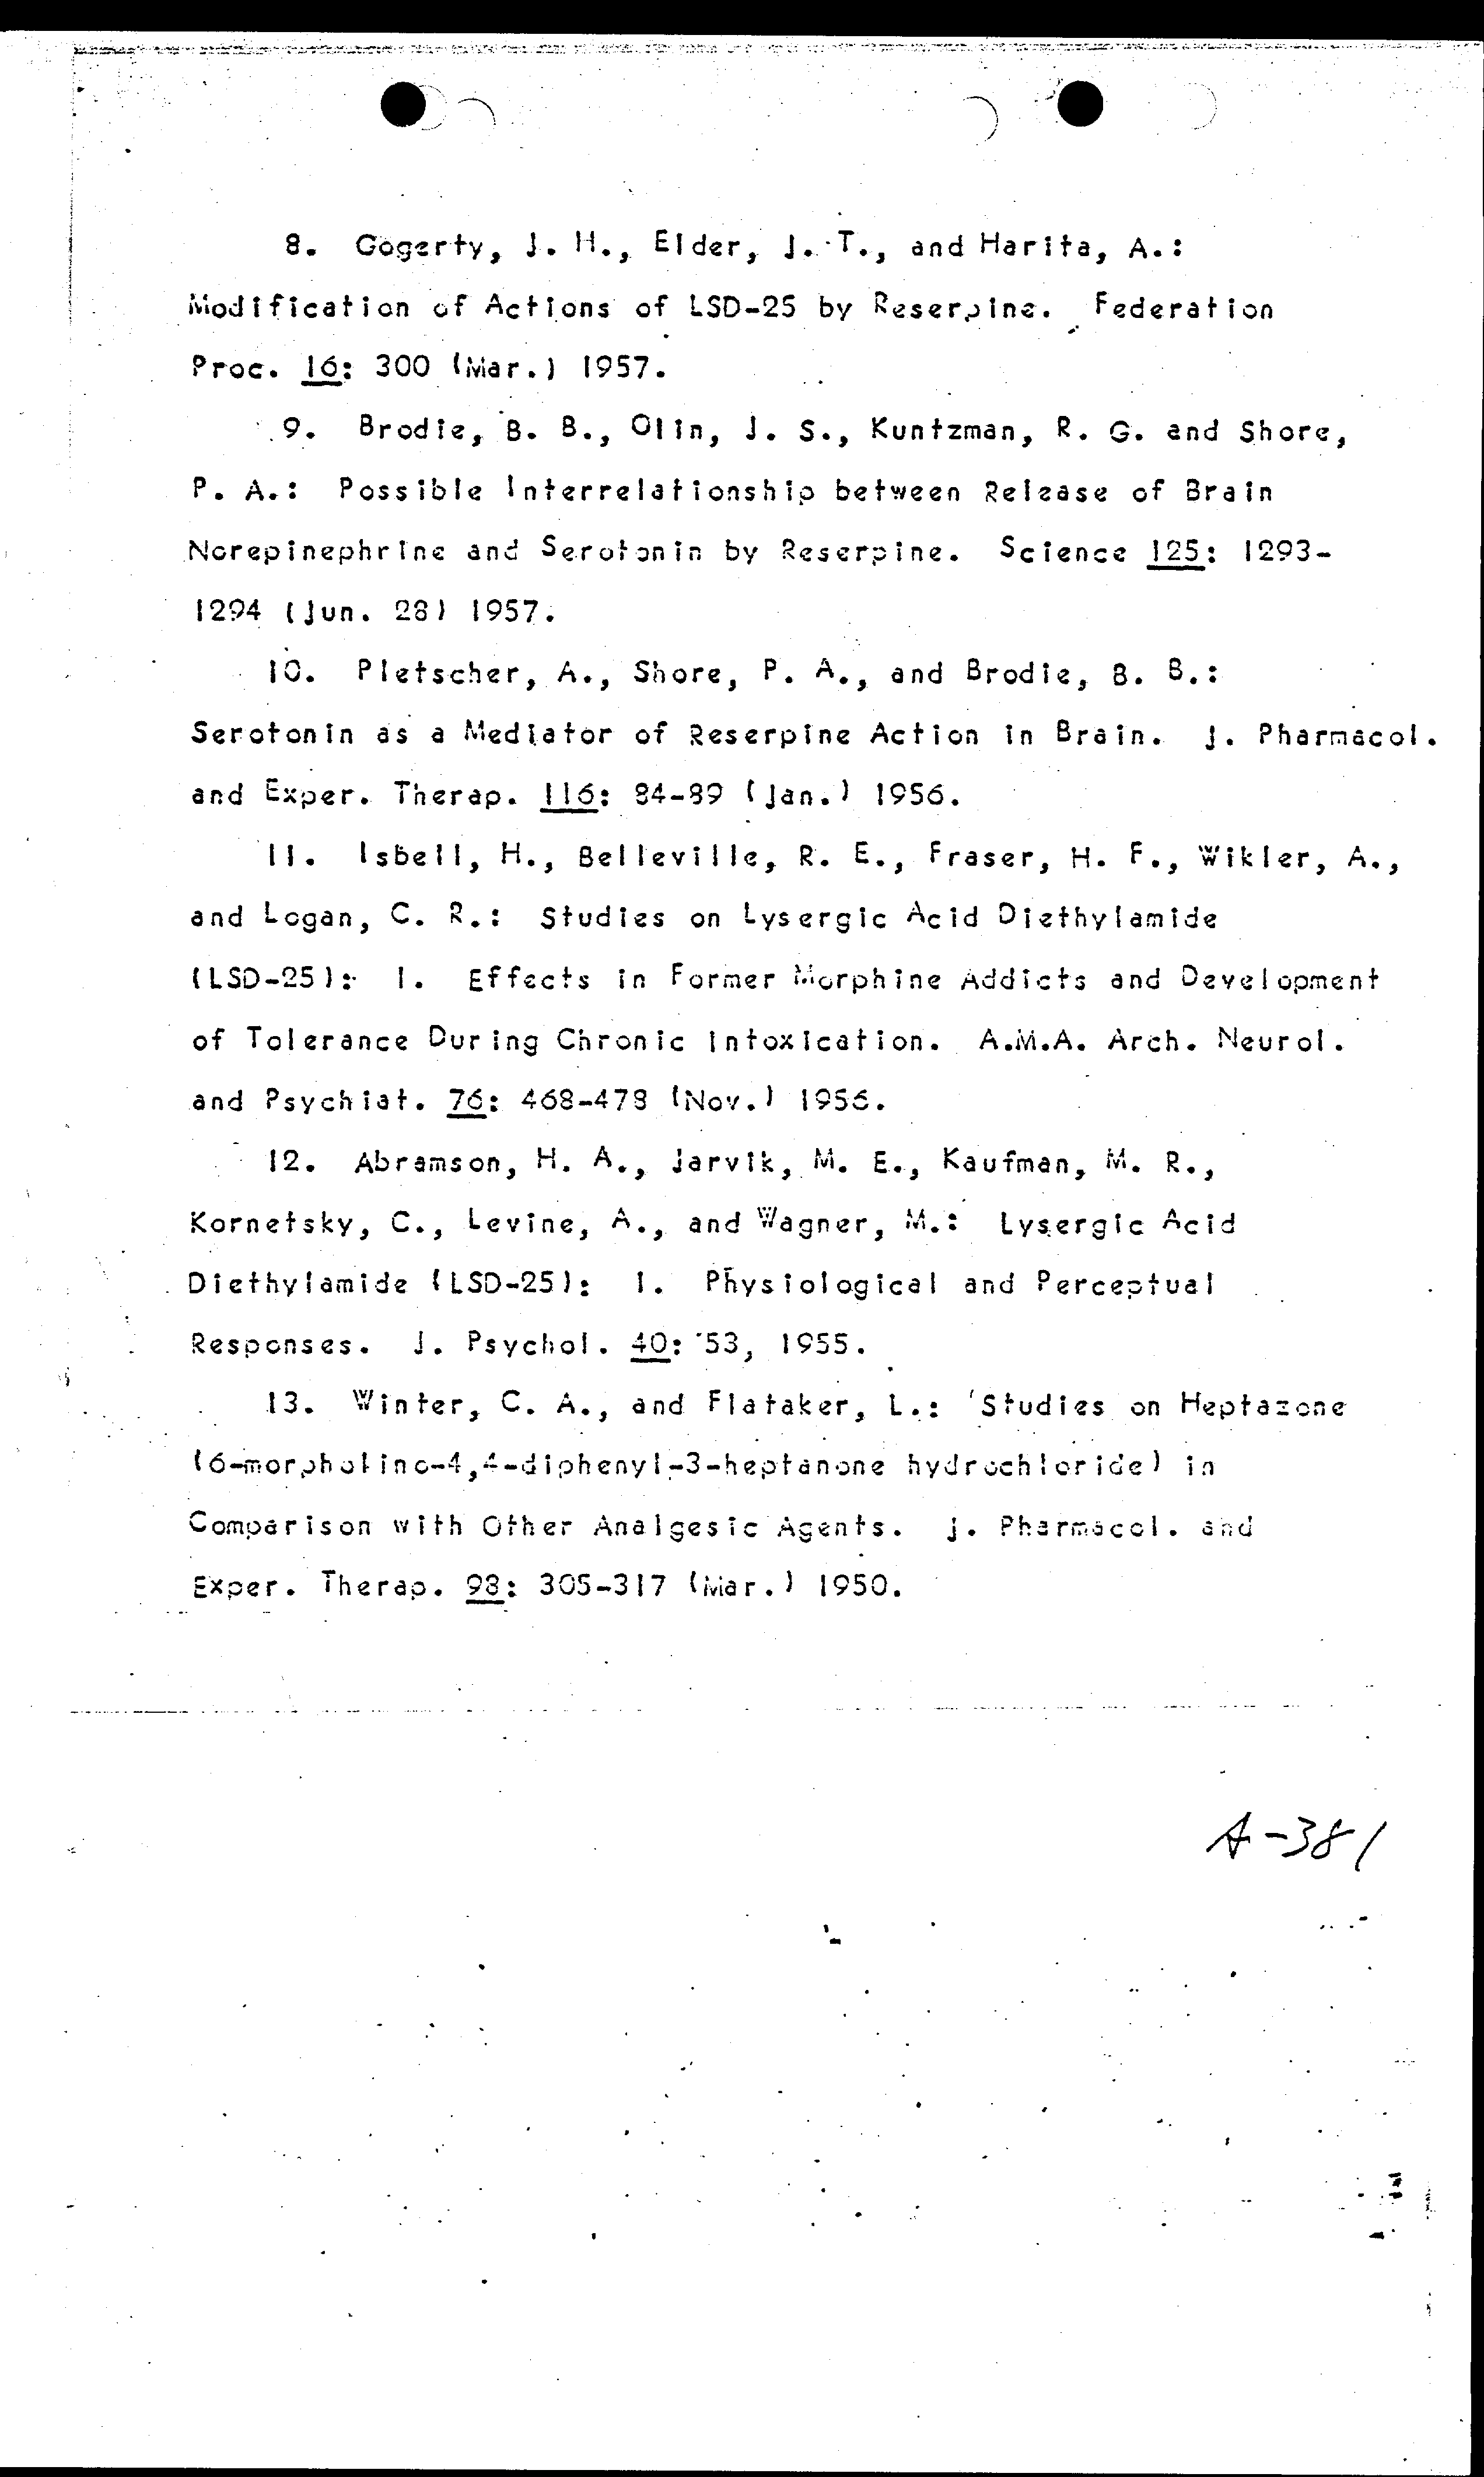 8. Gogerty, J. H., Elder, J. T., and Harita, A.:
Modification of Actions of LSD-25 by Reserpine. Federation
Proc. 16: 300 (Mar.) 1957.
9. Brodie, B. B., Olin, J. S., Kuntzman, R. G. and Shore,
P. A.: Possible Interrelationship between Release of Brain
Norepinephrine and Serotonin by Reserpine. Science 125: 1293-
1294 (Jun. 28) 1957.
10. Pletscher, A., Shore, P. A., and Brodie, B. B.:
Serotonin as a Mediator of Reserpine Action in Brain. J. Pharmacol.
and Exper. Therap. 116: 84-89 (Jan.) 1956.
11. Isbell, H., Belleville, R. E., Fraser, H. F., Wikler, A.,
and Logan, C. R.: Studies on Lysergic Acid Diethylamide
(LSD-25): I. Effects in Former Morphine Addicts and Development
of Tolerance During Chronic Intoxication. A.M.A. Arch. Neurol.
and Psychiat. 76: 468-478 (Nov.) 1956.
12. Abramson, H. A., Jarvik, M. E., Kaufman, M. R.,
Kornetsky, C., Levine, A., and Wagner, M.: Lysergic Acid
Diethylamide (LSD-25): I. Physiological and Perceptual
Responses. J. Psychol. 40: 53, 1955.
13. Winter, C. A., and Flataker, L.: Studies on Heptazone
(6-morpholino-4,4-diphenyl-3-heptanone hydrochloride) in
Comparison with Other Analgesic Agents. J. Pharmacol. and
Exper. Therap. 98: 305-317 (Mar.) 1950.
A-381